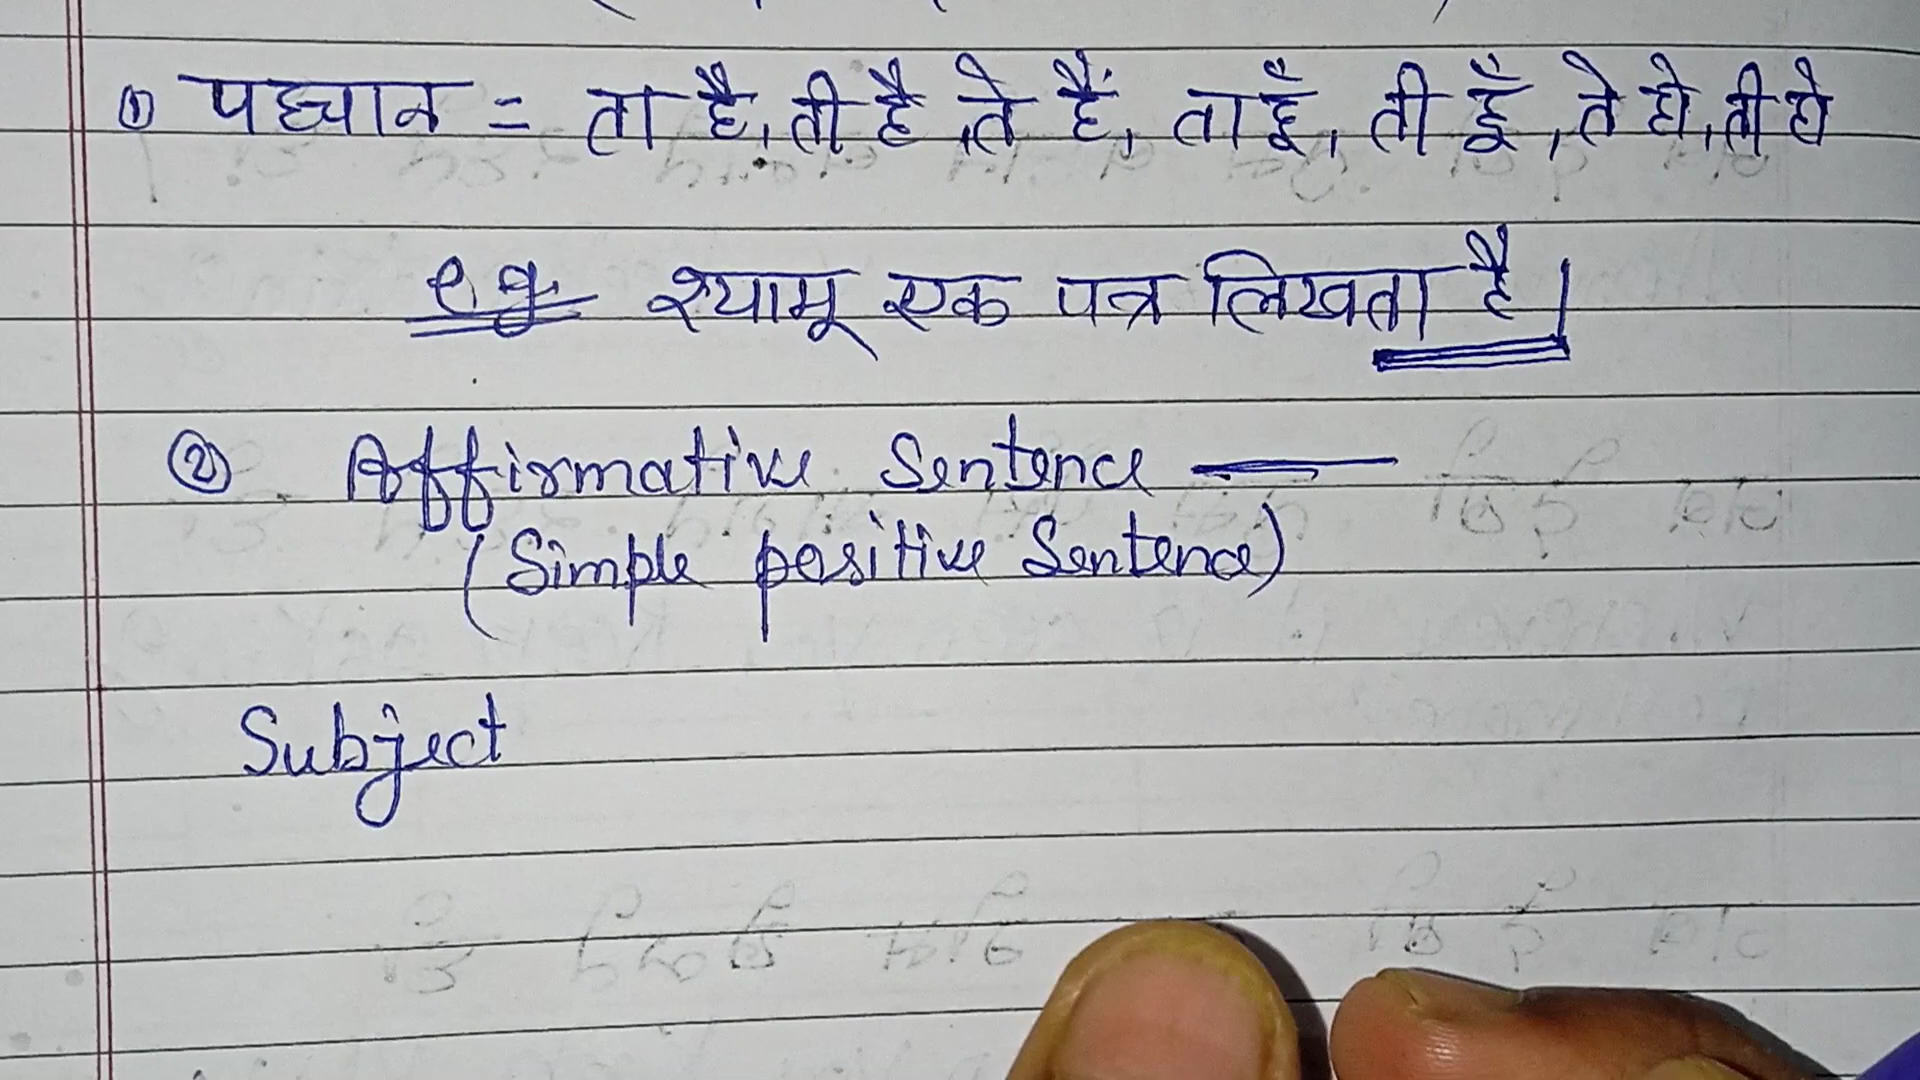 ① पहचान = ता है, ती है, ते हैं, ता हूँ, ती हूँ, ते हो, ती हो
e.g. श्यामू एक पत्र लिखता है।
② Affirmative Sentence —
(Simple positive Sentence)
Subject